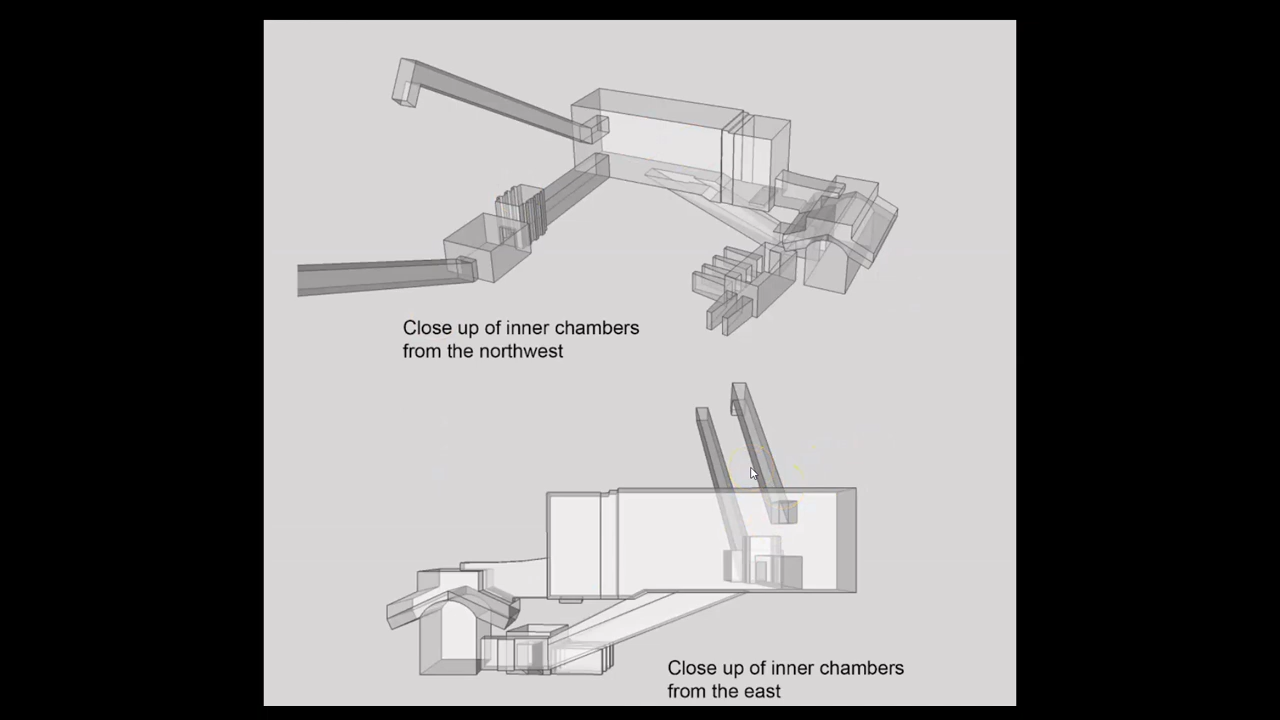 Close up of inner chambers
from the northwest
Close up of inner chambers
from the east